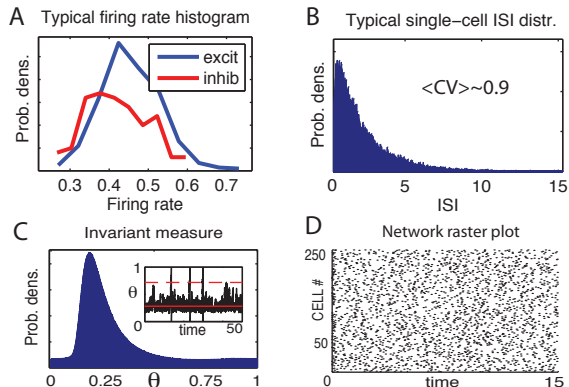 A
Typical firing rate histogram
Prob. dens.
excit
inhib
0.3 0.4 0.5 0.6 0.7
Firing rate
B
Typical single-cell ISI distr.
Prob. dens.
<CV>~0.9
0 5 10 15
ISI
C
Invariant measure
Prob. dens.
1
θ
0
0 time 50
0 0.25 θ 0.75 1
D
Network raster plot
CELL #
250
50
0 time 15